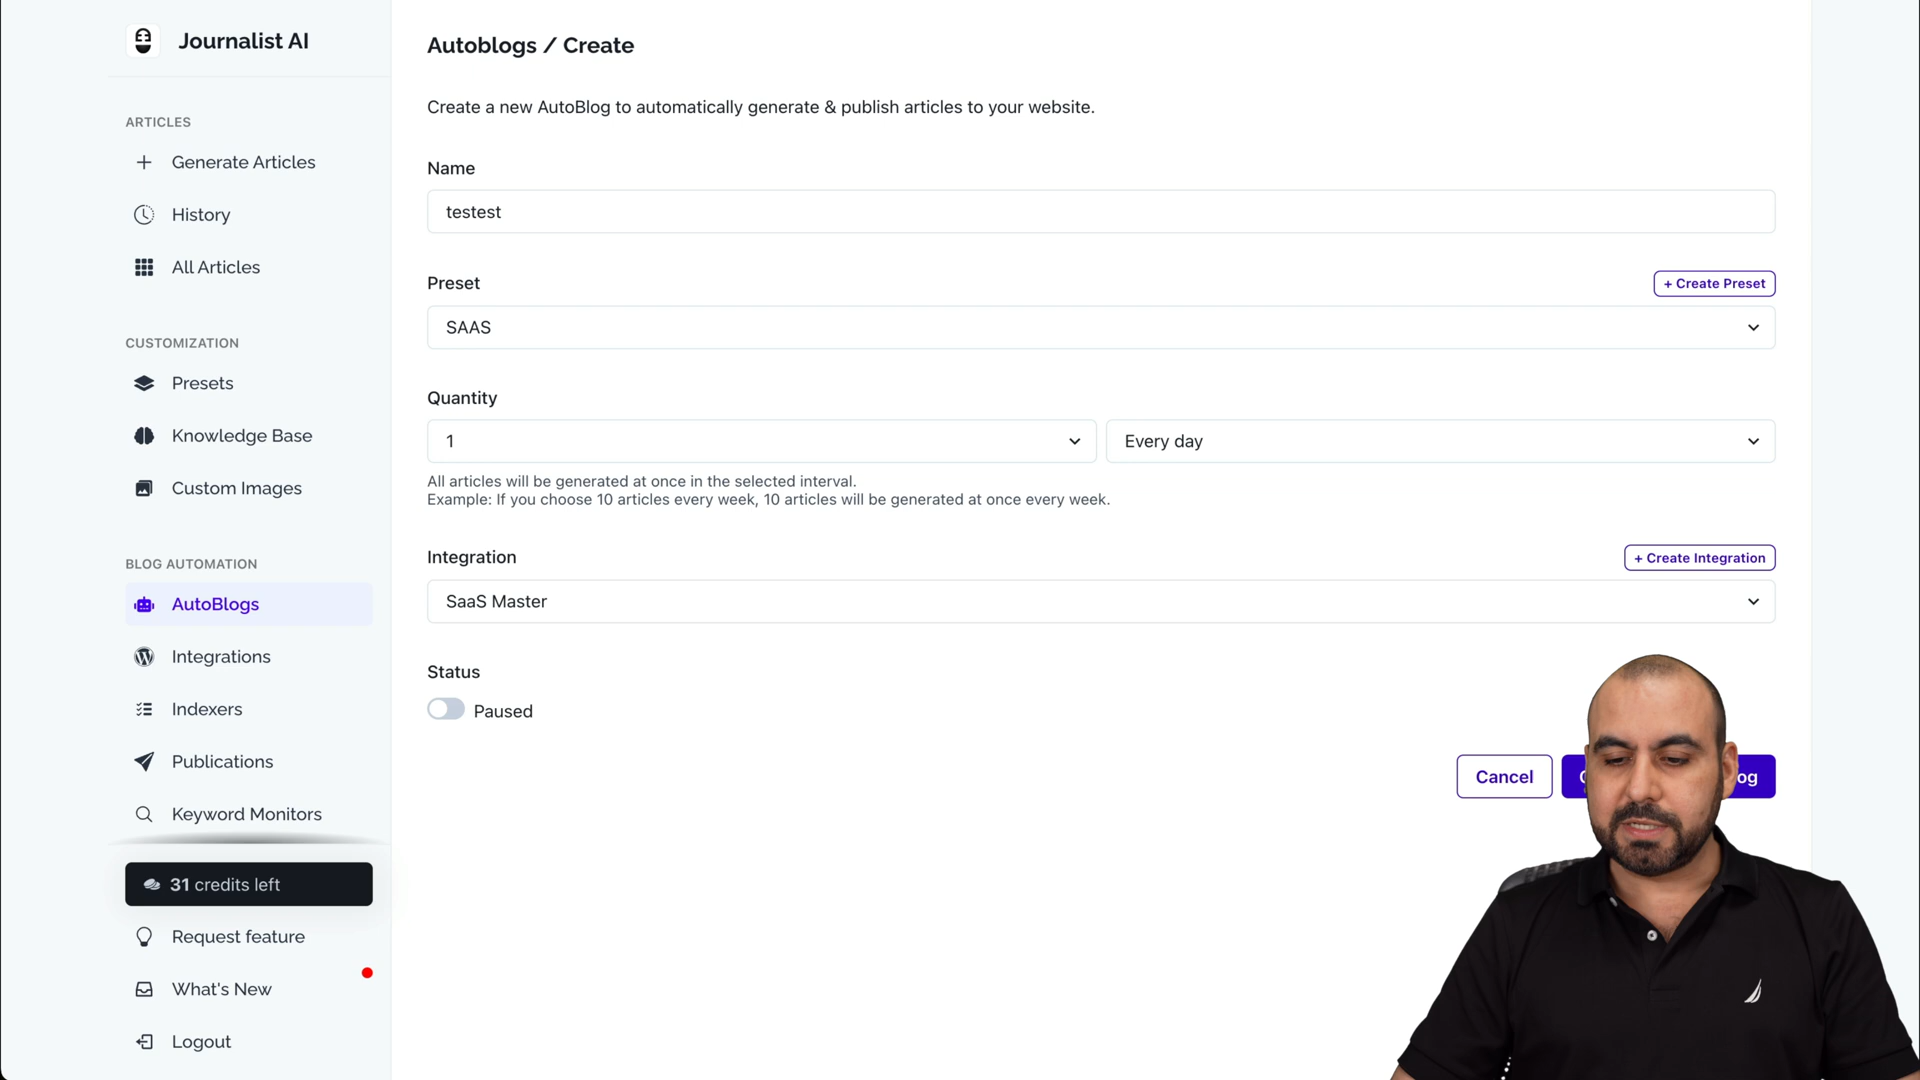 Journalist AI
ARTICLES
Generate Articles
History
All Articles
CUSTOMIZATION
Presets
Knowledge Base
Custom Images
BLOG AUTOMATION
AutoBlogs
Integrations
Indexers
Publications
Keyword Monitors
31 credits left
Request feature
What's New
Logout
Autoblogs / Create
Create a new AutoBlog to automatically generate & publish articles to your website.
Name
testest
Preset
+ Create Preset
SAAS
Quantity
1
Every day
All articles will be generated at once in the selected interval.
Example: If you choose 10 articles every week, 10 articles will be generated at once every week.
Integration
+ Create Integration
SaaS Master
Status
Paused
Cancel